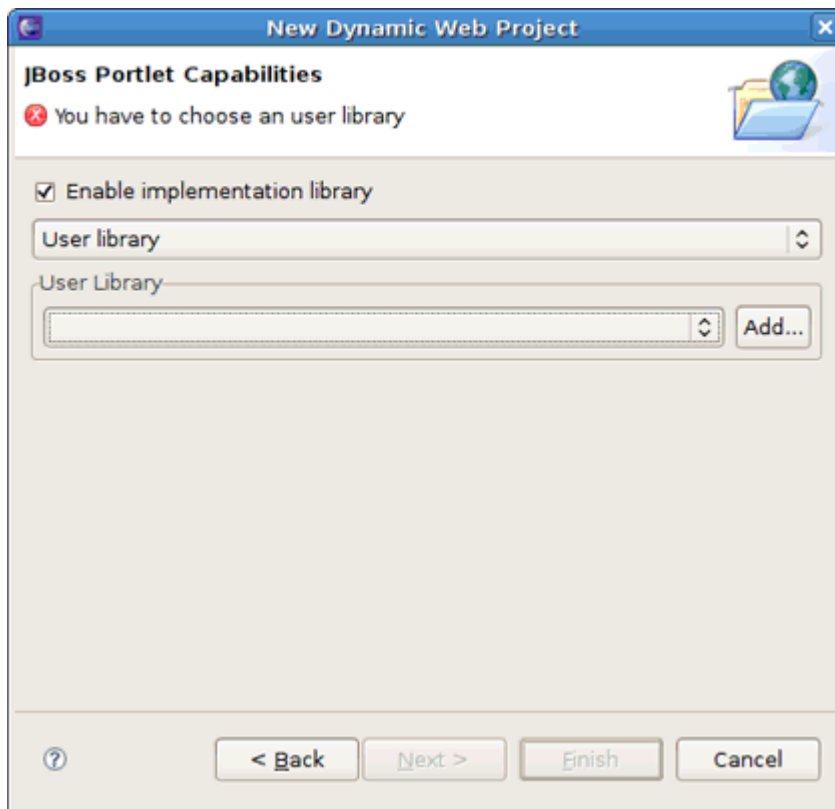 New Dynamic Web Project
JBoss Portlet Capabilities
You have to choose an user library
Enable implementation library
User library
User Library
Add...
< Back Next > Finish Cancel